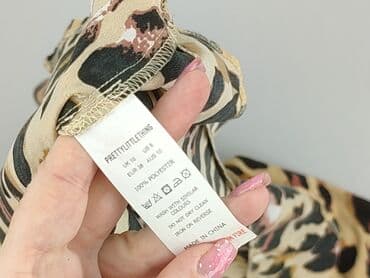 PRETTYLITTLETHING
UK 10 US 6
EUR 38 AUS 10
100% POLYESTER
WASH WITH SIMILAR
COLOURS
DO NOT DRY CLEAN
IRON ON REVERSE
MADE IN CHINA
FIRE